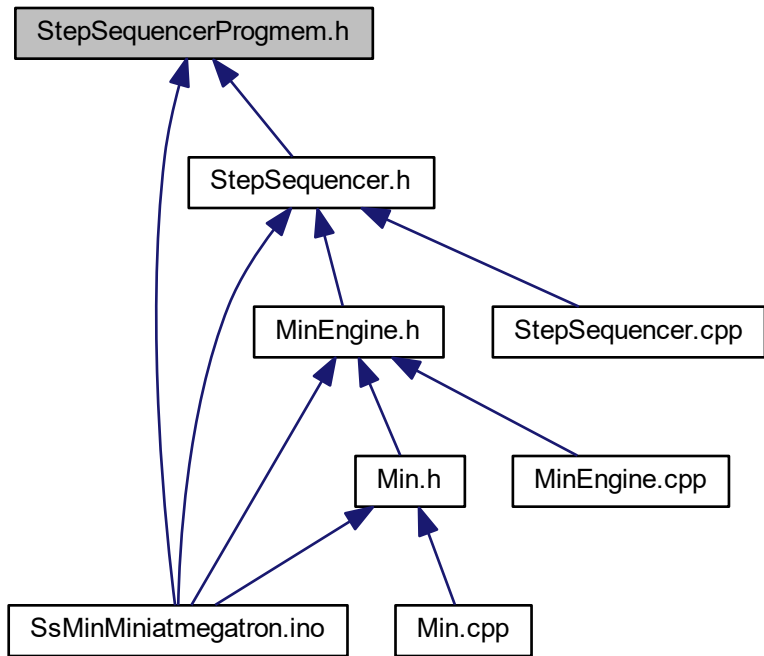 StepSequencerProgmem.h
StepSequencer.h
MinEngine.h
StepSequencer.cpp
Min.h
MinEngine.cpp
SsMinMiniatmegatron.ino
Min.cpp